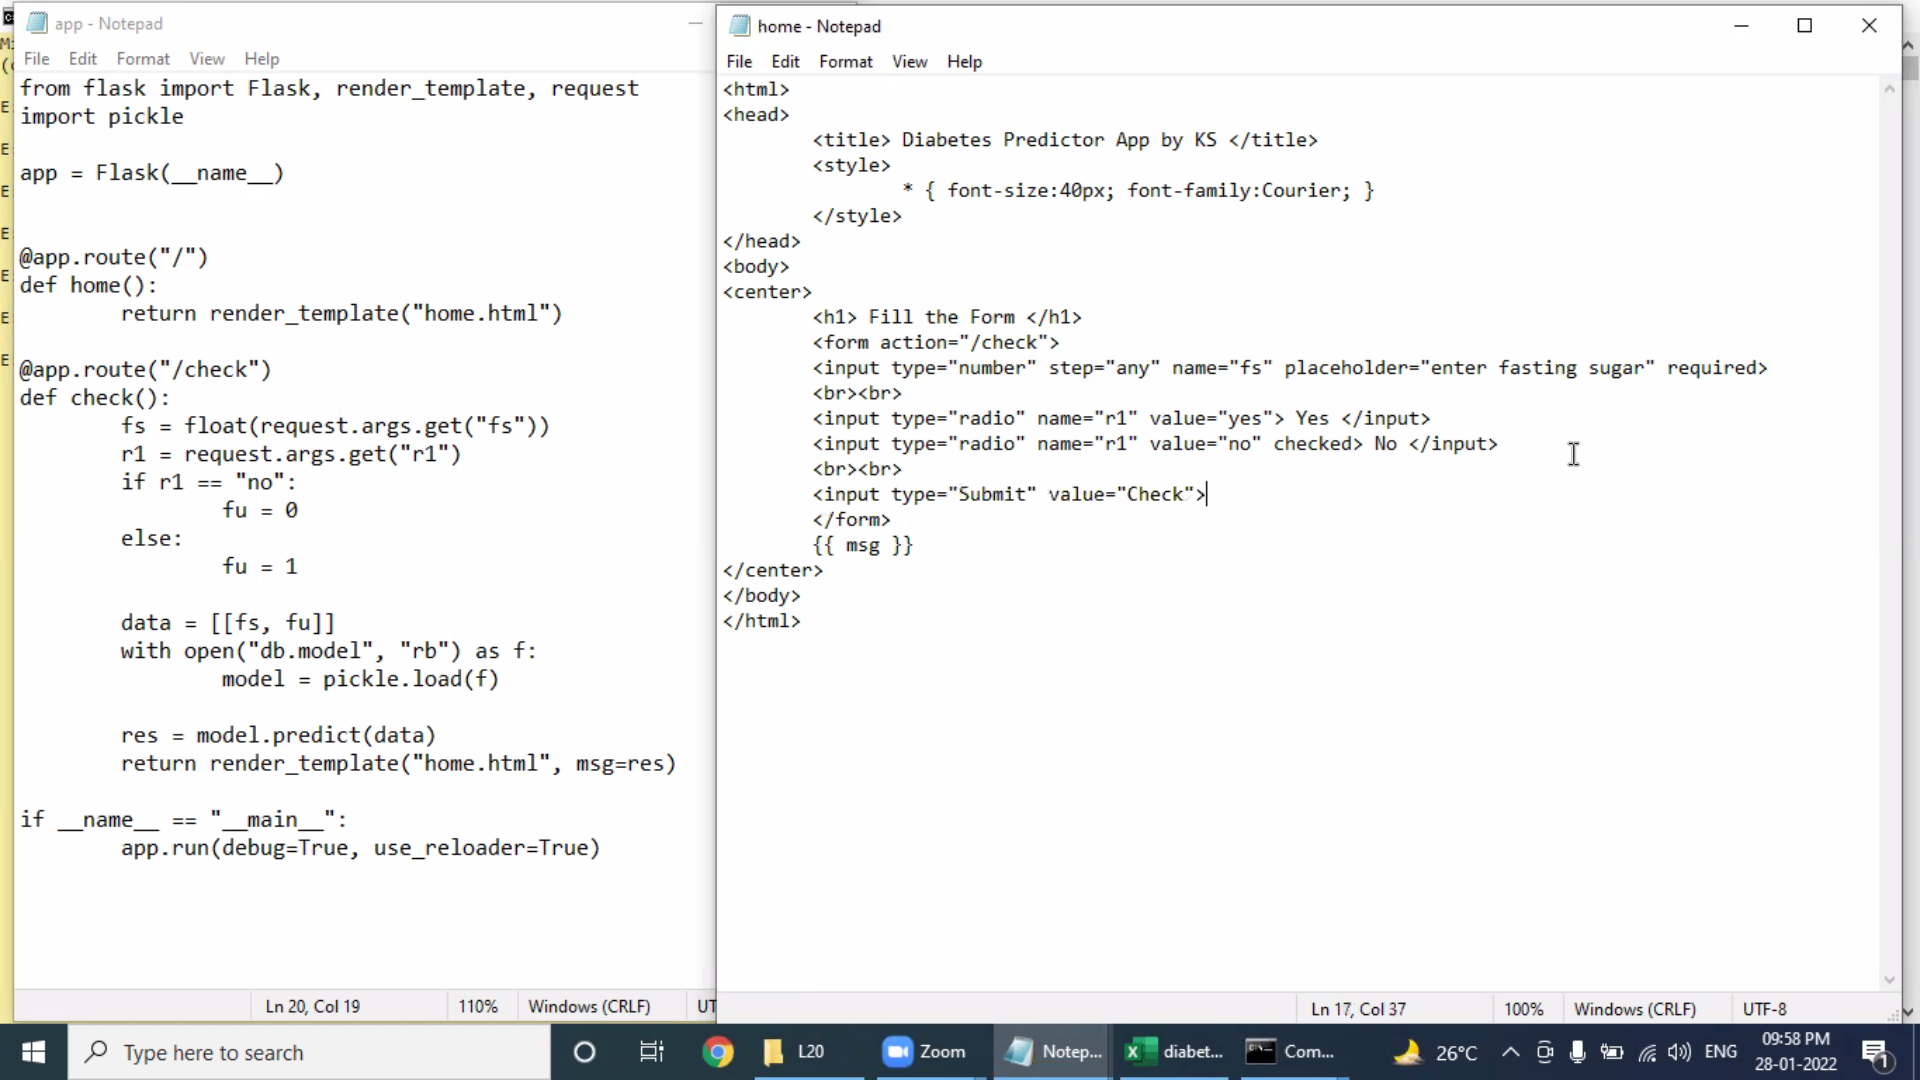 app - Notepad
File Edit Format View Help
from flask import Flask, render_template, request
import pickle
app = Flask(__name__)
@app.route("/")
def home():
return render_template("home.html")
@app.route("/check")
def check():
fs = float(request.args.get("fs"))
r1 = request.args.get("r1")
if r1 == "no":
fu = 0
else:
fu = 1
data = [[fs, fu]]
with open("db.model", "rb") as f:
model = pickle.load(f)
res = model.predict(data)
return render_template("home.html", msg=res)
if __name__ == "__main__":
app.run(debug=True, use_reloader=True)
Ln 20, Col 19 110% Windows (CRLF) UT
home - Notepad
File Edit Format View Help
<html>
<head>
<title> Diabetes Predictor App by KS </title>
<style>
* { font-size:40px; font-family:Courier; }
</style>
</head>
<body>
<center>
<h1> Fill the Form </h1>
<form action="/check">
<input type="number" step="any" name="fs" placeholder="enter fasting sugar" required>
<br><br>
<input type="radio" name="r1" value="yes"> Yes </input>
<input type="radio" name="r1" value="no" checked> No </input>
<br><br>
<input type="Submit" value="Check">
</form>
{{ msg }}
</center>
</body>
</html>
Ln 17, Col 37 100% Windows (CRLF) UTF-8
Type here to search L20 Zoom Notep... diabet... Com... 26°C ENG 09:58 PM
28-01-2022 1